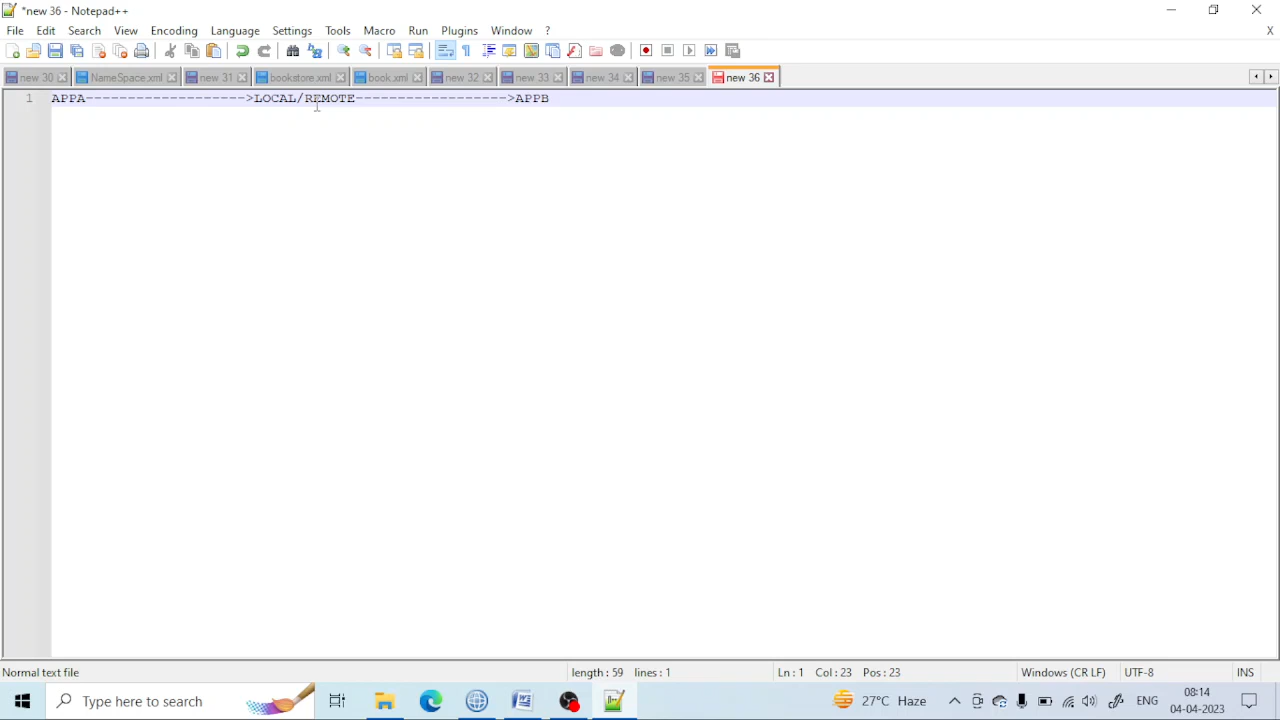 *new 36 - Notepad++
File Edit Search View Encoding Language Settings Tools Macro Run Plugins Window ?
X
new 30 NameSpace.xml new 31 bookstore.xml book.xml new 32 new 33 new 34 new 35 new 36
1 APPA------------------->LOCAL/REMOTE------------------>APPB
Normal text file length : 59 lines : 1 Ln : 1 Col : 23 Pos : 23 Windows (CR LF) UTF-8 INS
Type here to search 27°C Haze ENG 08:14
04-04-2023